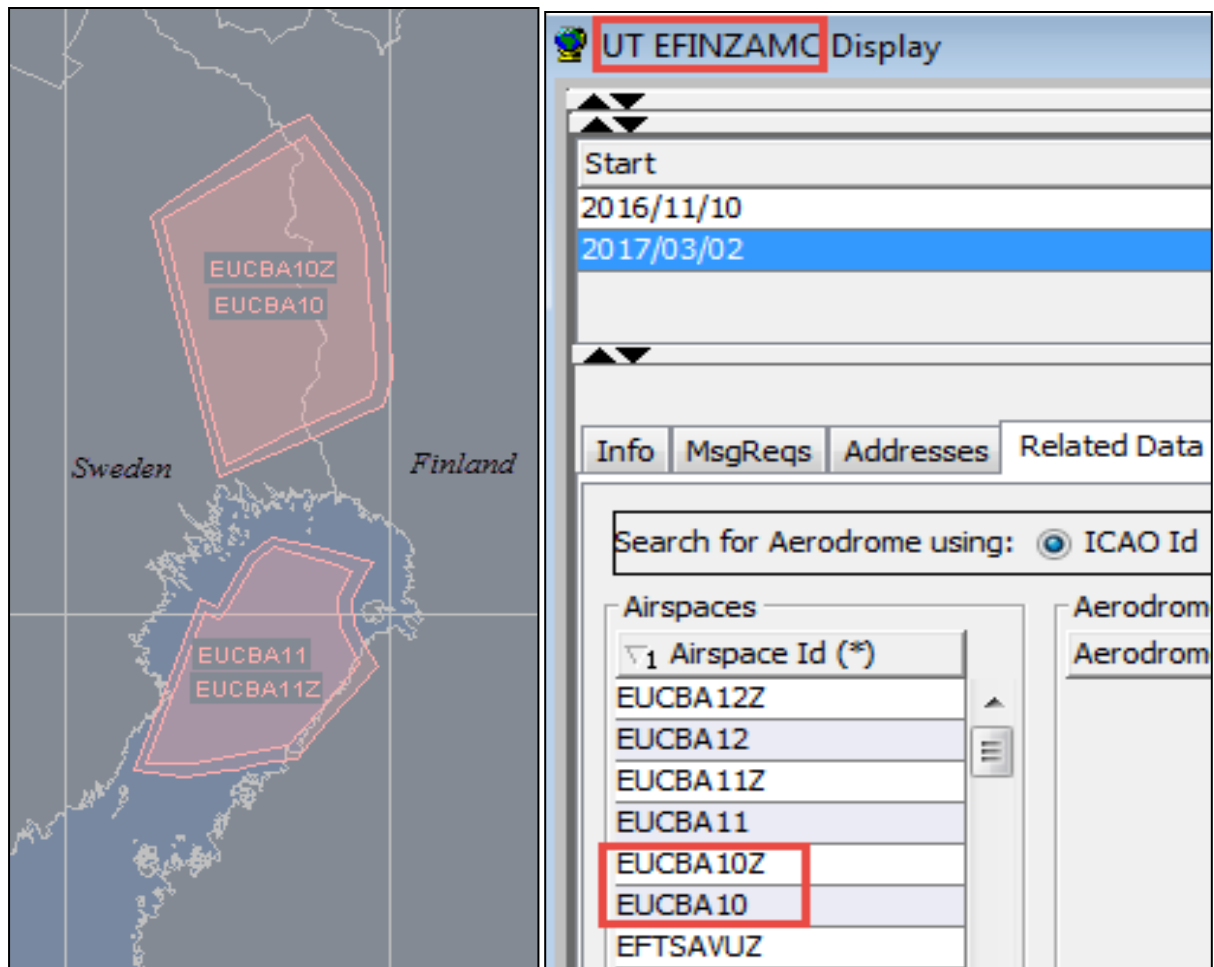 EUCBA10Z
EUCBA10
Sweden
Finland
EUCBA11
EUCBA11Z
UT EFINZAMC Display
Start
2016/11/10
2017/03/02
Info MsgReqs Addresses Related Data
Search for Aerodrome using: ICAO Id
Airspaces
1 Airspace Id (*)
EUCBA12Z
EUCBA12
EUCBA11Z
EUCBA11
EUCBA10Z
EUCBA10
EFTSAVUZ
Aerodrom
Aerodrom